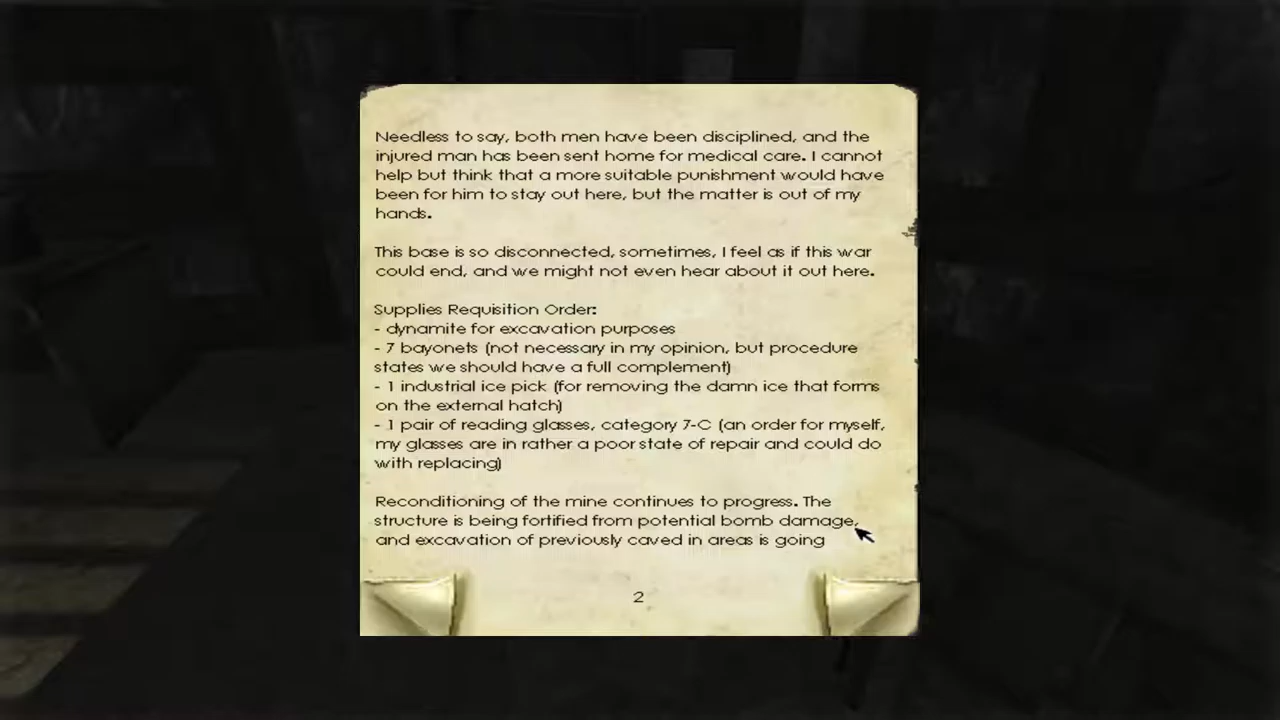 Needless to say, both men have been disciplined, and the
injured man has been sent home for medical care. I cannot
help but think that a more suitable punishment would have
been for him to stay out here, but the matter is out of my
hands.
This base is so disconnected, sometimes, I feel as if this war
could end, and we might not even hear about it out here.
Supplies Requisition Order:
- dynamite for excavation purposes
- 7 bayonets (not necessary in my opinion, but procedure
states we should have a full complement)
- 1 industrial ice pick (for removing the damn ice that forms
on the external hatch)
- 1 pair of reading glasses, category 7-C (an order for myself,
my glasses are in rather a poor state of repair and could do
with replacing)
Reconditioning of the mine continues to progress. The
structure is being fortified from potential bomb damage,
and excavation of previously caved in areas is going
2